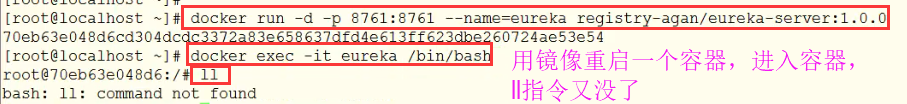 [root@localhost ~]#
[root@localhost ~]# docker run -d -p 8761:8761 --name=eureka registry-agan/eureka-server:1.0.0
70eb63e048d6cd304dcdc3372a83e658637dfd4e613ff623dbe260724ae53e54
[root@localhost ~]# docker exec -it eureka /bin/bash
root@70eb63e048d6:/# ll
bash: ll: command not found
用镜像重启一个容器，进入容器，
ll指令又没了